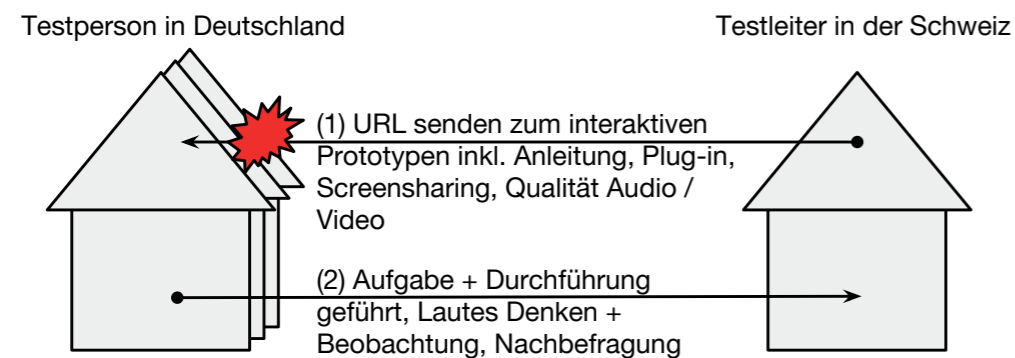 Testperson in Deutschland
Testleiter in der Schweiz
(1) URL senden zum interaktiven
Prototypen inkl. Anleitung, Plug-in,
Screensharing, Qualität Audio /
Video
(2) Aufgabe + Durchführung
geführt, Lautes Denken +
Beobachtung, Nachbefragung